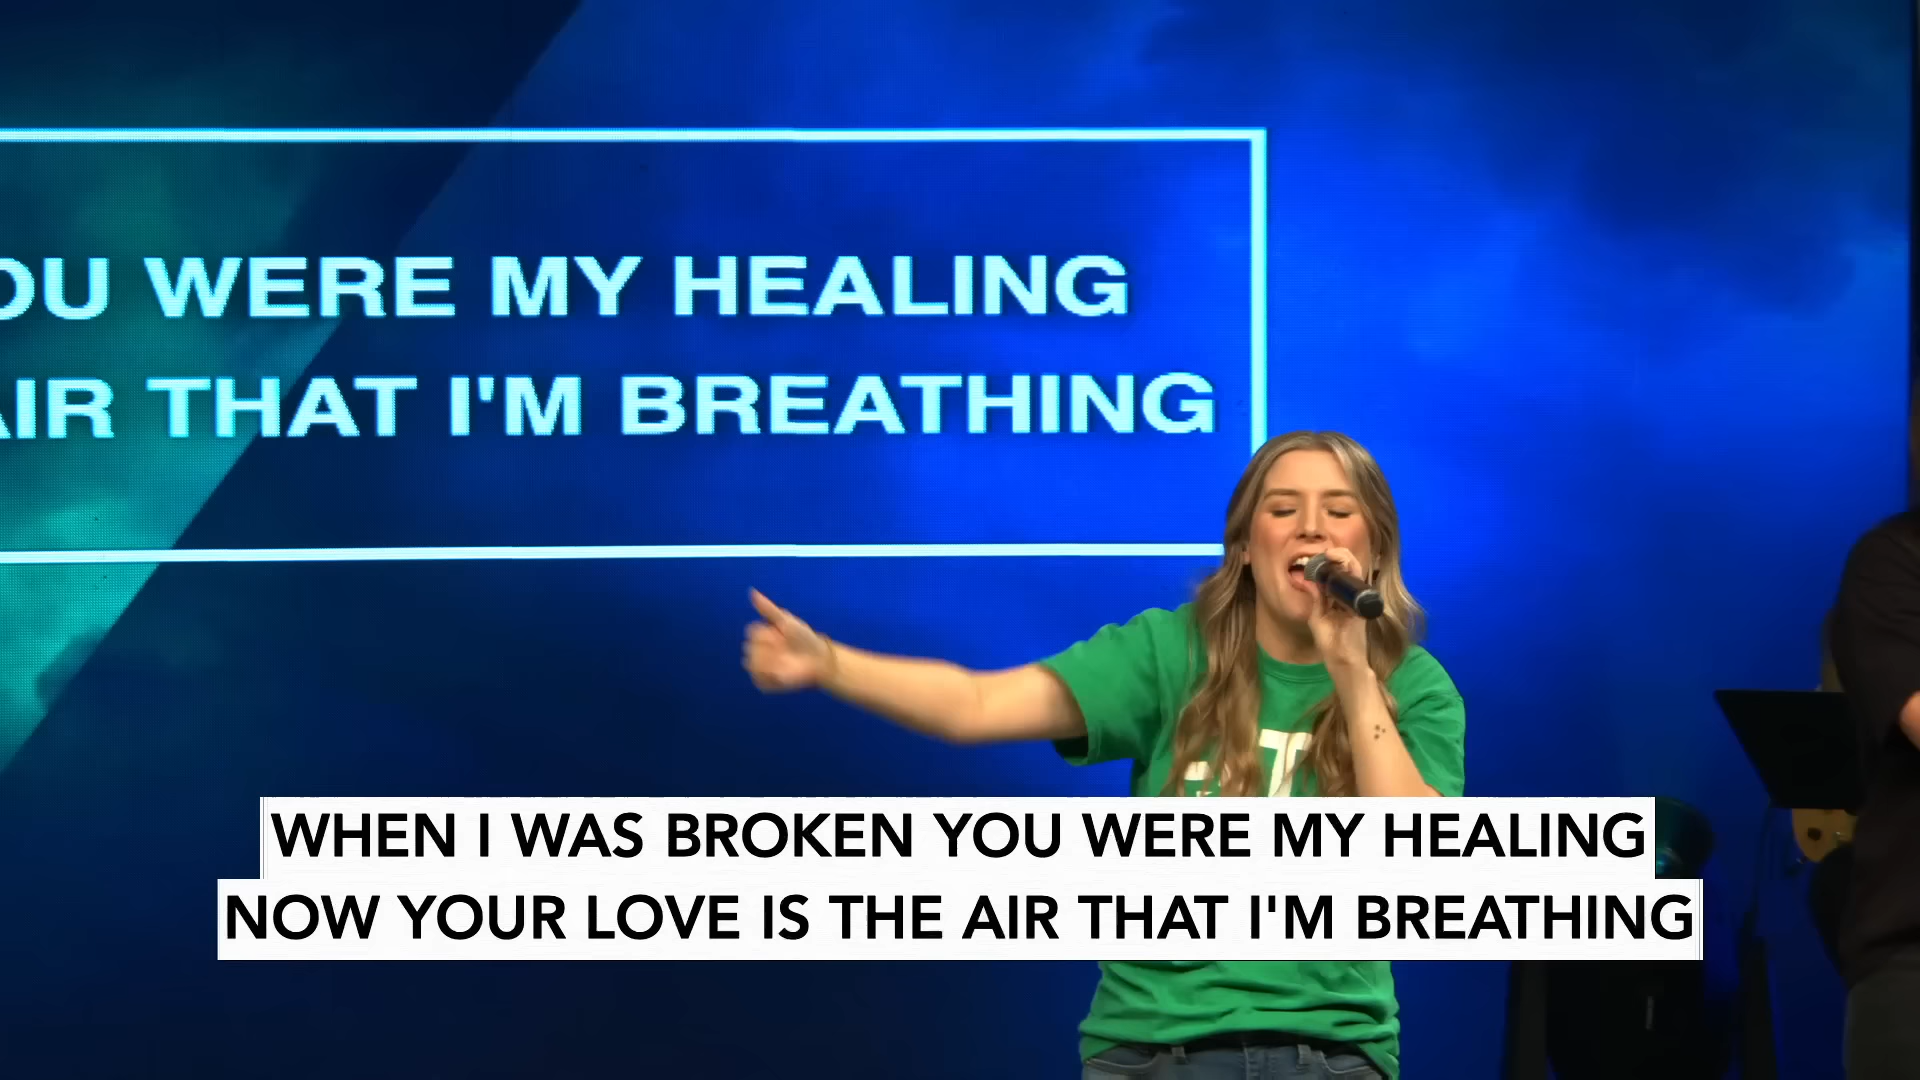 OU WERE MY HEALING
AIR THAT I'M BREATHING
WHEN I WAS BROKEN YOU WERE MY HEALING
NOW YOUR LOVE IS THE AIR THAT I'M BREATHING